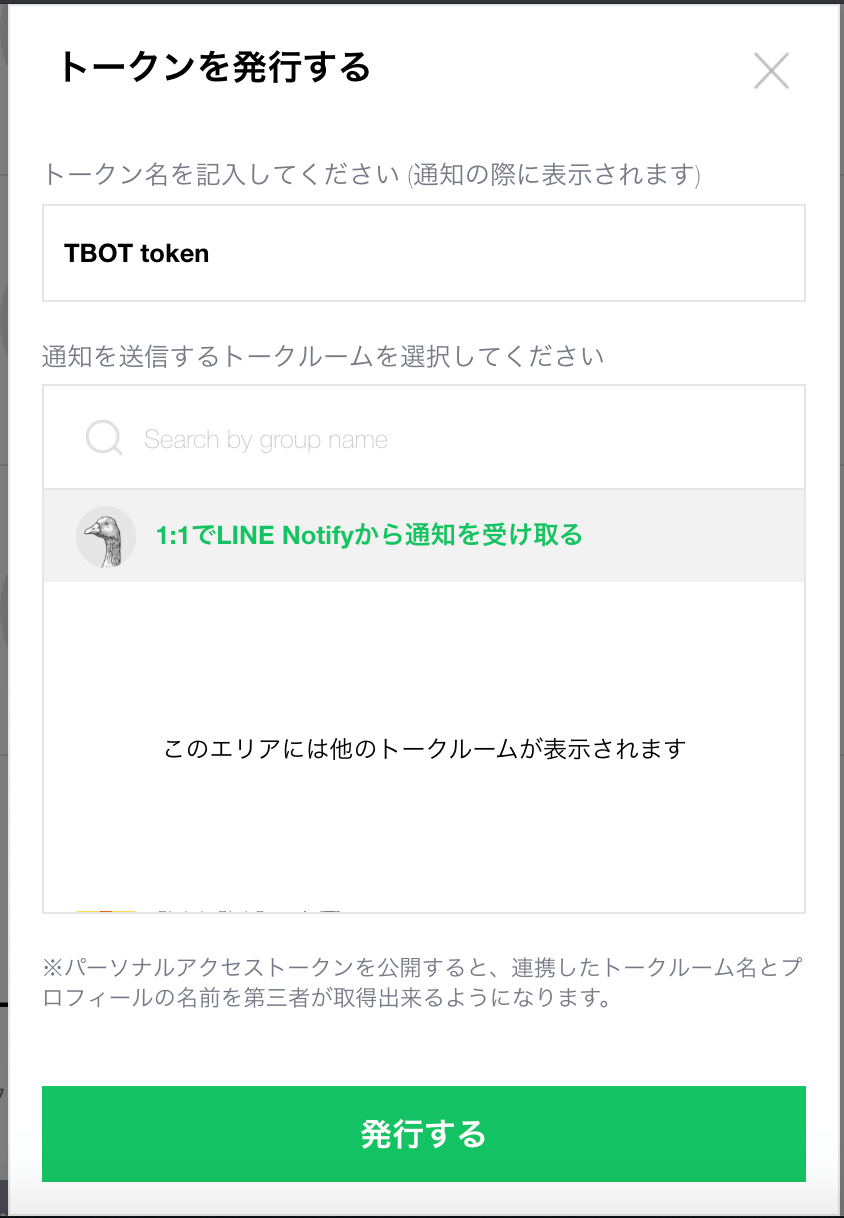 トークンを発行する
トークン名を記入してください (通知の際に表示されます)
TBOT token
通知を送信するトークルームを選択してください
Search by group name
1:1でLINE Notifyから通知を受け取る
このエリアには他のトークルームが表示されます
※パーソナルアクセストークンを公開すると、連携したトークルーム名とプ
ロフィールの名前を第三者が取得出来るようになります。
発行する